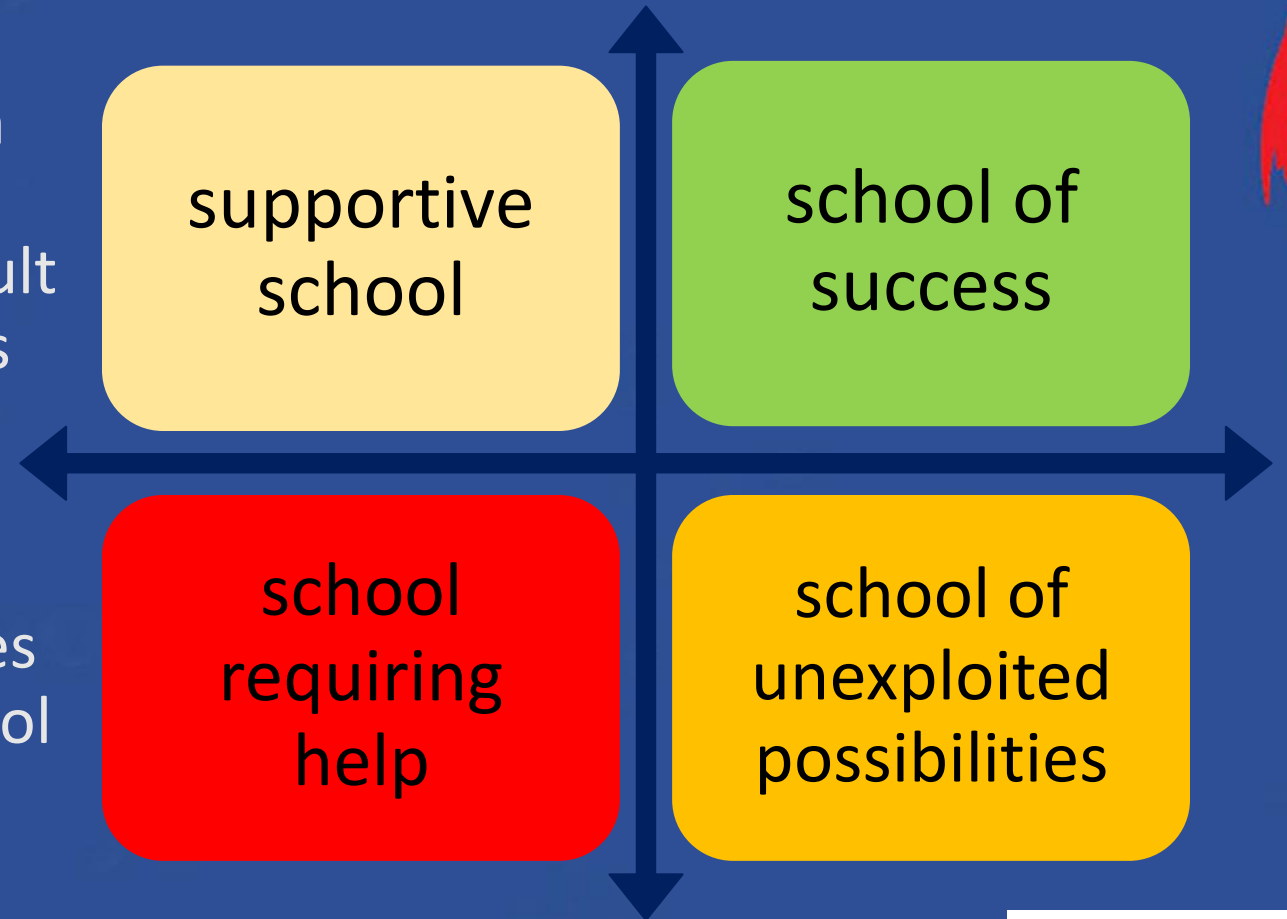 supportive
school
school of
success
school
requiring
help
school of
unexploited
possibilities